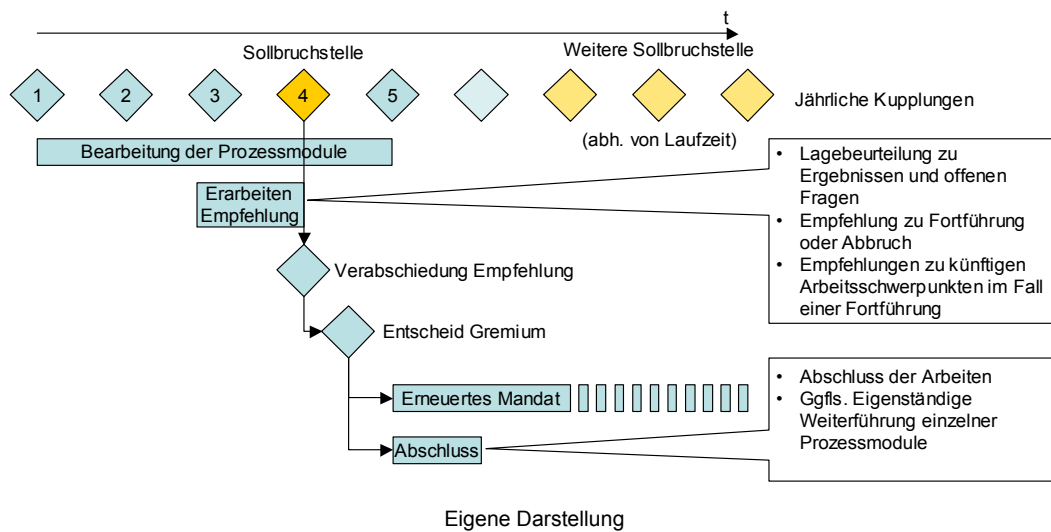 t
Sollbruchstelle
Weitere Sollbruchstelle
1
2
3
4
5
Jährliche Kupplungen
(abh. von Laufzeit)
Bearbeitung der Prozessmodule
Erarbeiten
Empfehlung
• Lagebeurteilung zu
Ergebnissen und offenen
Fragen
• Empfehlung zu Fortführung
oder Abbruch
• Empfehlungen zu künftigen
Arbeitsschwerpunkten im Fall
einer Fortführung
Verabschiedung Empfehlung
Entscheid Gremium
Erneuertes Mandat
Abschluss
• Abschluss der Arbeiten
• Ggfls. Eigenständige
Weiterführung einzelner
Prozessmodule
Eigene Darstellung